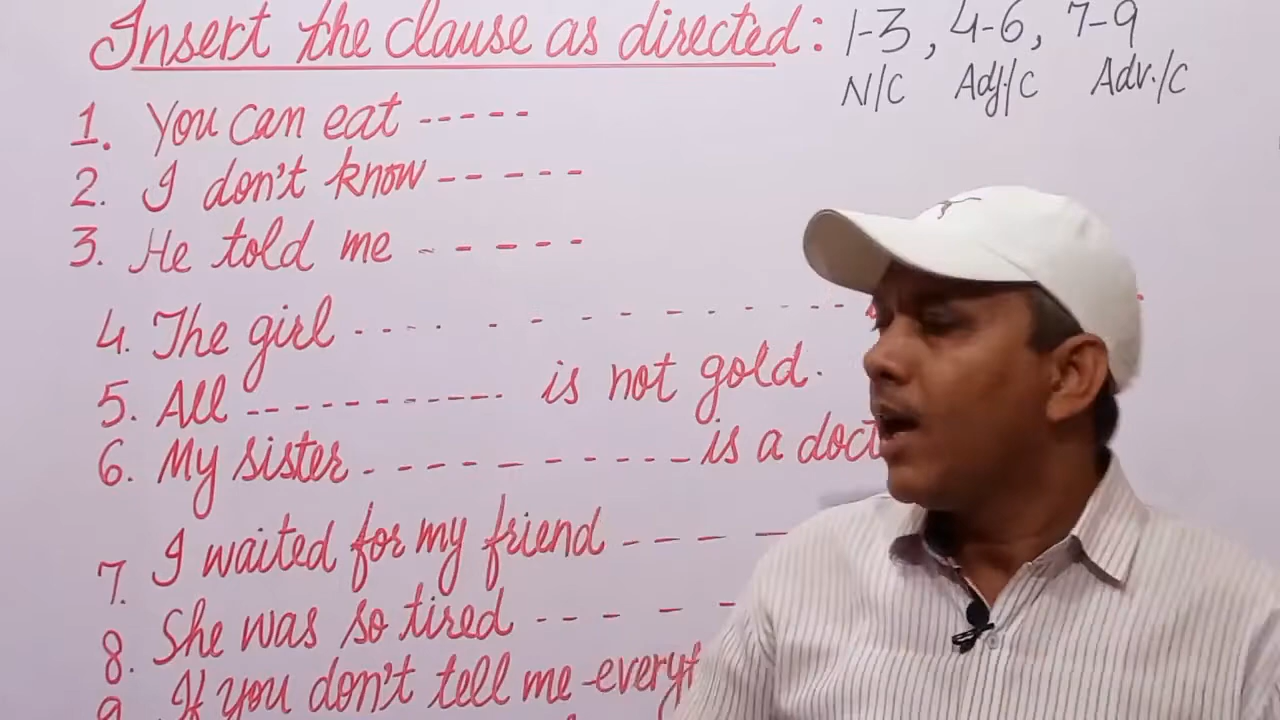 Insert the clause as directed: 1-3, 4-6, 7-9
N/C Adj/C Adv./C
1. You can eat -----
2. I don't know -----
3. He told me -----
4. The girl ------------
5. All ----------- is not gold.
6. My sister ----------- is a
7. I waited for my friend ----
8. She was so tired ----
9. If you don't tell me